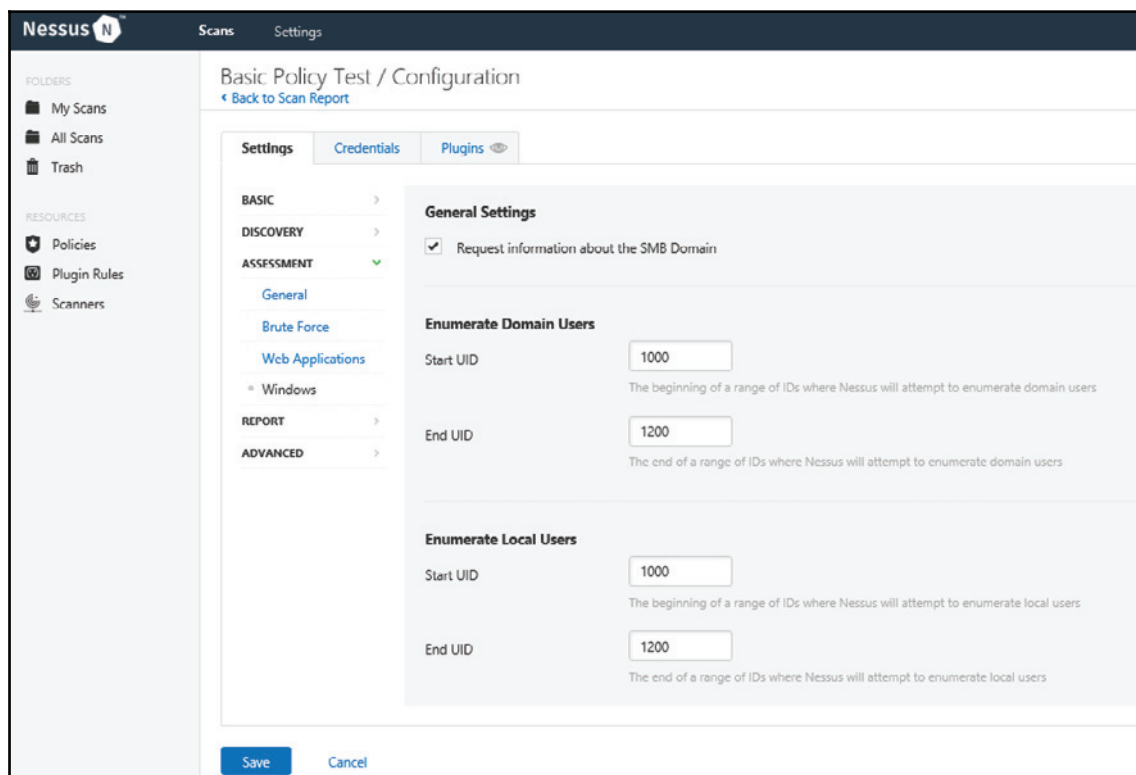 Nessus N ™
Scans Settings
FOLDERS
My Scans
All Scans
Trash
RESOURCES
Policies
Plugin Rules
Scanners
Basic Policy Test / Configuration
Back to Scan Report
Settings Credentials Plugins
BASIC
DISCOVERY
ASSESSMENT
General
Brute Force
Web Applications
Windows
REPORT
ADVANCED
General Settings
Request information about the SMB Domain
Enumerate Domain Users
Start UID 1000
The beginning of a range of IDs where Nessus will attempt to enumerate domain users
End UID 1200
The end of a range of IDs where Nessus will attempt to enumerate domain users
Enumerate Local Users
Start UID 1000
The beginning of a range of IDs where Nessus will attempt to enumerate local users
End UID 1200
The end of a range of IDs where Nessus will attempt to enumerate local users
Save Cancel